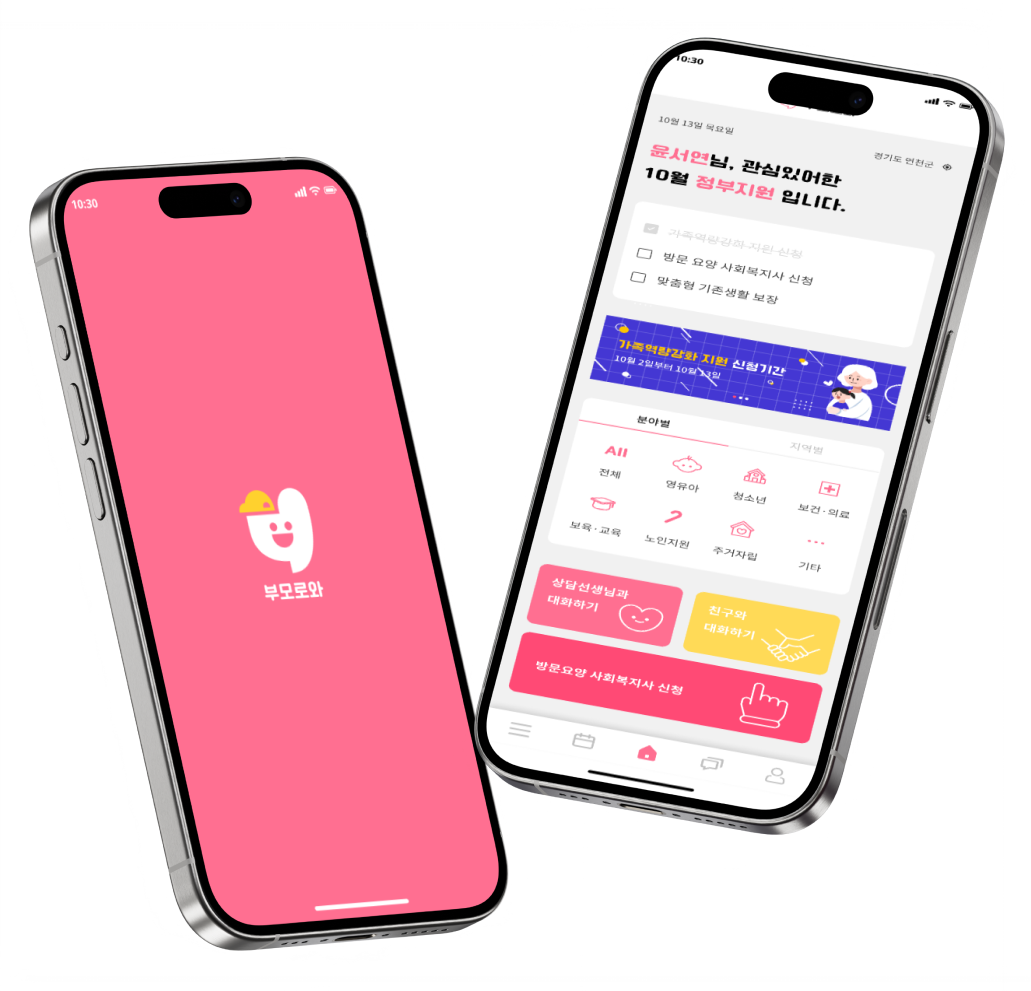 10:30
부모로와
10:30
10월 13일 목요일
경기도 연천군
윤서연님, 관심있어한
10월 정부지원 입니다.
가족역량강화 지원 신청
방문 요양 사회복지사 신청
맞춤형 기존생활 보장
가족역량강화 지원 신청기간
10월 2일부터 10월 13일
분야별
지역별
All
전체
영유아
청소년
보건·의료
보육·교육
노인지원
주거자립
기타
상담선생님과
대화하기
친구와
대화하기
방문요양 사회복지사 신청